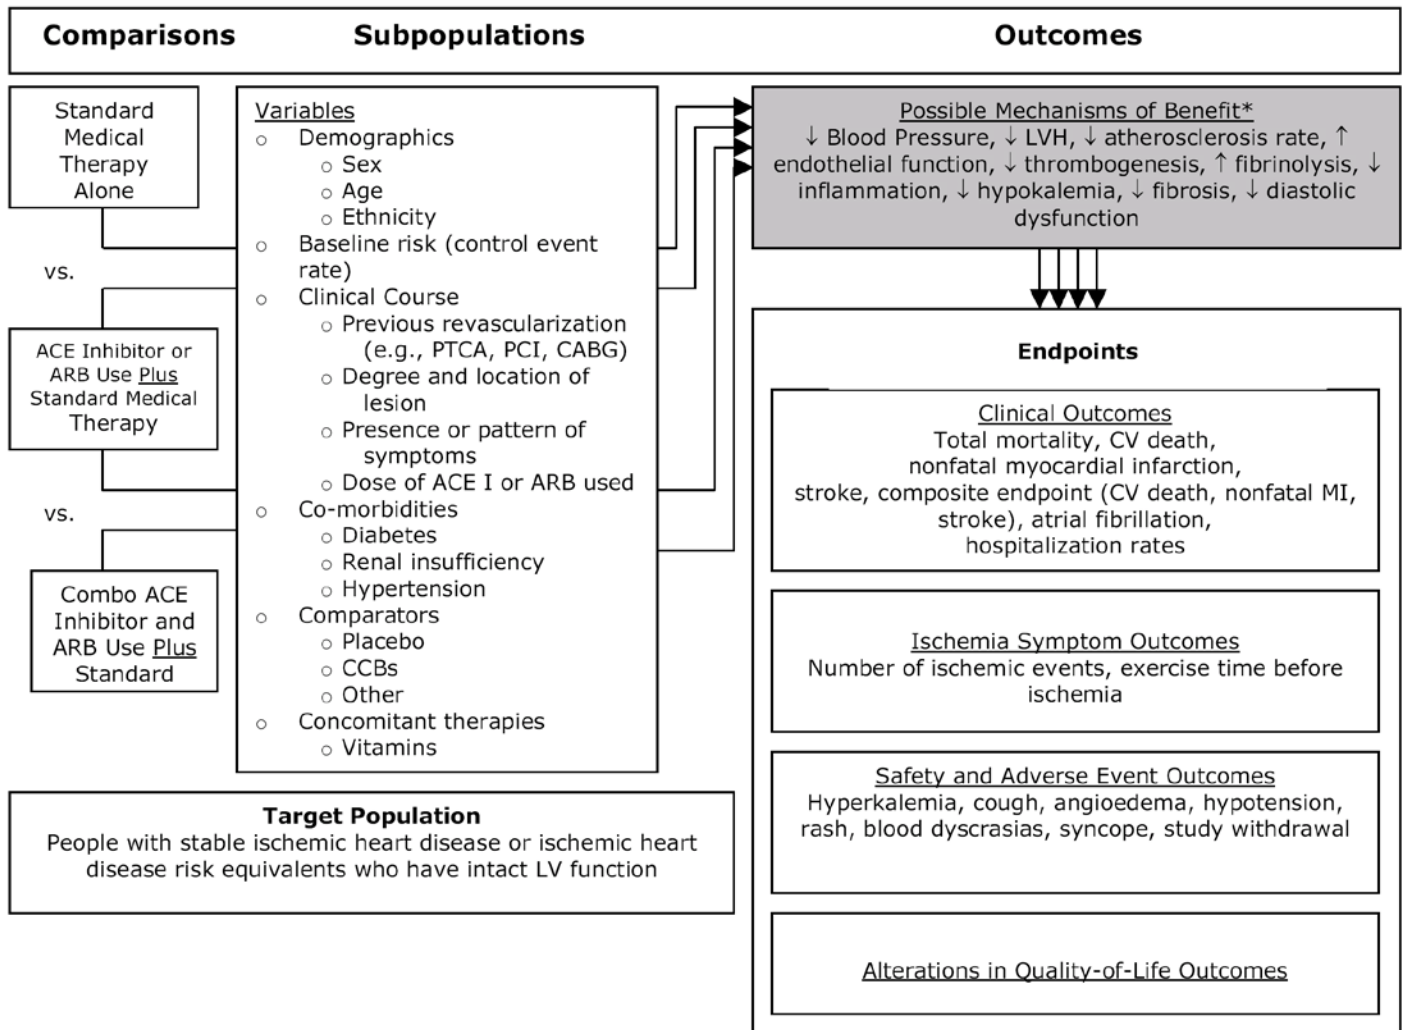 Comparisons
Subpopulations
Outcomes
Standard
Medical
Therapy
Alone
vs.
ACE Inhibitor or
ARB Use Plus
Standard Medical
Therapy
vs.
Combo ACE
Inhibitor and
ARB Use Plus
Standard
Variables
o Demographics
o Sex
o Age
o Ethnicity
o Baseline risk (control event
rate)
o Clinical Course
o Previous revascularization
(e.g., PTCA, PCI, CABG)
o Degree and location of
lesion
o Presence or pattern of
symptoms
o Dose of ACE I or ARB used
o Co-morbidities
o Diabetes
o Renal insufficiency
o Hypertension
o Comparators
o Placebo
o CCBs
o Other
o Concomitant therapies
o Vitamins
Target Population
People with stable ischemic heart disease or ischemic heart
disease risk equivalents who have intact LV function
Possible Mechanisms of Benefit*
↓ Blood Pressure, ↓ LVH, ↓ atherosclerosis rate, ↑
endothelial function, ↓ thrombogenesis, ↑ fibrinolysis, ↓
inflammation, ↓ hypokalemia, ↓ fibrosis, ↓ diastolic
dysfunction
Endpoints
Clinical Outcomes
Total mortality, CV death,
nonfatal myocardial infarction,
stroke, composite endpoint (CV death, nonfatal MI,
stroke), atrial fibrillation,
hospitalization rates
Ischemia Symptom Outcomes
Number of ischemic events, exercise time before
ischemia
Safety and Adverse Event Outcomes
Hyperkalemia, cough, angioedema, hypotension,
rash, blood dyscrasias, syncope, study withdrawal
Alterations in Quality-of-Life Outcomes